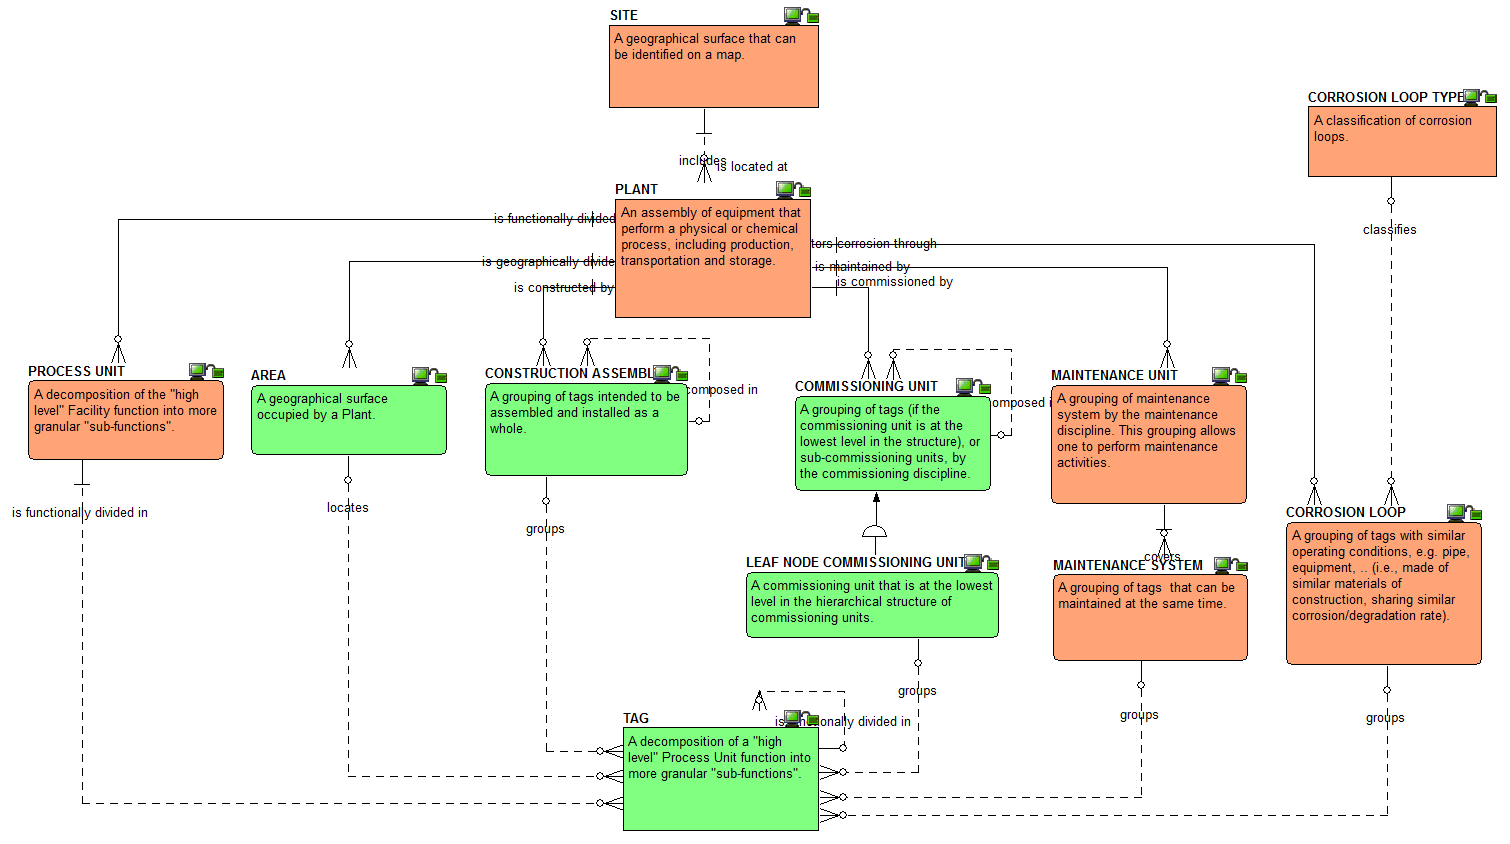 SITE
A geographical surface that can
be identified on a map.
CORROSION LOOP TYPE
A classification of corrosion
loops.
includes
is located at
PLANT
An assembly of equipment that
perform a physical or chemical
process, including production,
transportation and storage.
is functionally divided
is geographically divide
is constructed by
tors corrosion through
is maintained by
is commissioned by
classifies
PROCESS UNIT
A decomposition of the "high
level" Facility function into more
granular "sub-functions".
AREA
A geographical surface
occupied by a Plant.
CONSTRUCTION ASSEMBL
A grouping of tags intended to be
assembled and installed as a
whole.
composed in
COMMISSIONING UNIT
A grouping of tags (if the
commissioning unit is at the
lowest level in the structure), or
sub-commissioning units, by
the commissioning discipline.
omposed i
MAINTENANCE UNIT
A grouping of maintenance
system by the maintenance
discipline. This grouping allows
one to perform maintenance
activities.
is functionally divided in
locates
groups
CORROSION LOOP
A grouping of tags with similar
operating conditions, e.g. pipe,
equipment, .. (i.e., made of
similar materials of
construction, sharing similar
corrosion/degradation rate).
covers
LEAF NODE COMMISSIONING UNIT
A commissioning unit that is at the lowest
level in the hierarchical structure of
commissioning units.
MAINTENANCE SYSTEM
A grouping of tags  that can be
maintained at the same time.
groups
groups
groups
is functionally divided in
TAG
A decomposition of a "high
level" Process Unit function into
more granular "sub-functions".